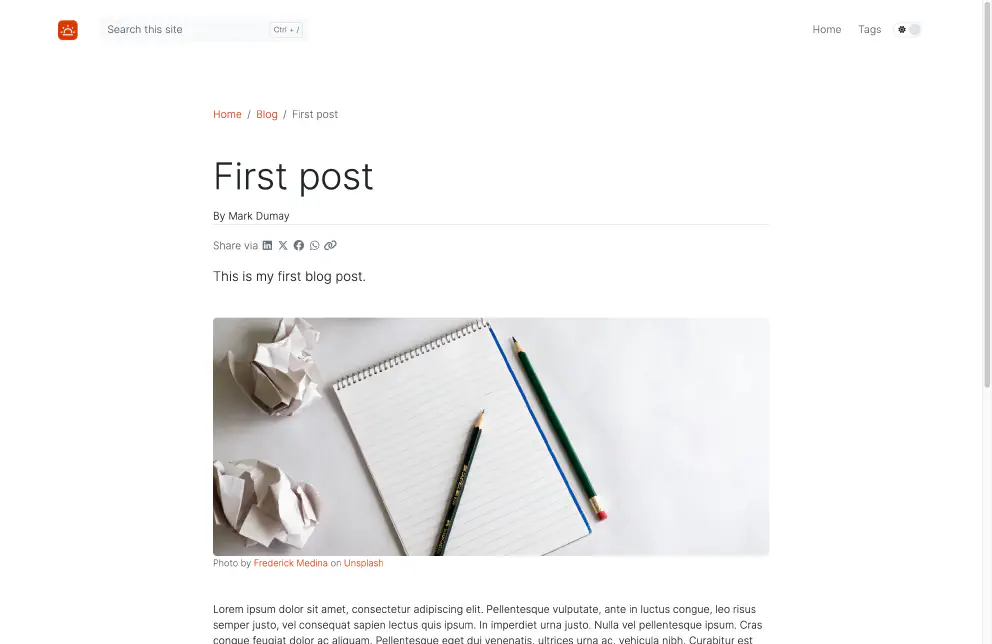 Search this site Ctrl + / Home Tags
Home / Blog / First post
First post
By Mark Dumay
Share via
This is my first blog post.
Photo by Frederick Medina on Unsplash
Lorem ipsum dolor sit amet, consectetur adipiscing elit. Pellentesque vulputate, ante in luctus congue, leo risus
semper justo, vel consequat sapien lectus quis ipsum. In imperdiet urna justo. Nulla vel pellentesque ipsum. Cras
congue feugiat dolor ac aliquam. Pellentesque eget dui venenatis, ultrices urna ac, vehicula nibh. Curabitur est